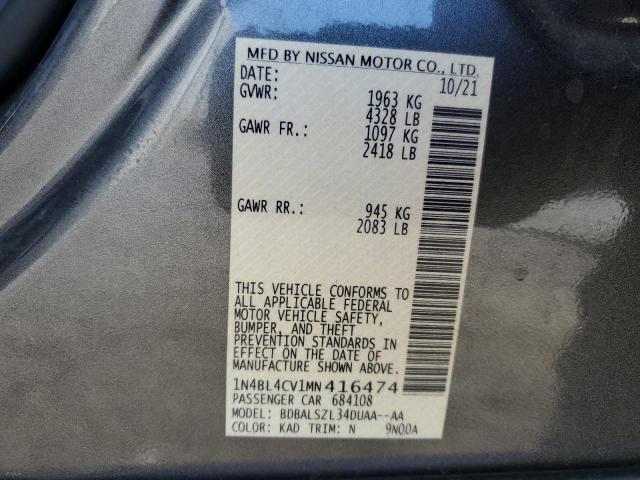 MFD BY NISSAN MOTOR CO., LTD.
DATE: 10/21
GVWR: 1963 KG
4328 LB
GAWR FR.: 1097 KG
2418 LB
GAWR RR.: 945 KG
2083 LB
THIS VEHICLE CONFORMS TO
ALL APPLICABLE FEDERAL
MOTOR VEHICLE SAFETY,
BUMPER, AND THEFT
PREVENTION STANDARDS IN
EFFECT ON THE DATE OF
MANUFACTURE SHOWN ABOVE.
1N4BL4CV1MN416474
PASSENGER CAR 684108
MODEL: BDBALSZL34DUAA--AA
COLOR: KAD TRIM: N 9N00A